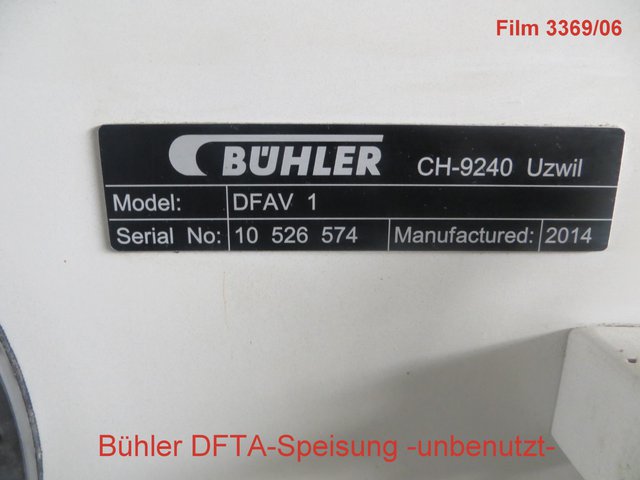 Film 3369/06
BÜHLER CH-9240 Uzwil
Model: DFAV 1
Serial No: 10 526 574 Manufactured: 2014
Bühler DFTA-Speisung -unbenutzt-